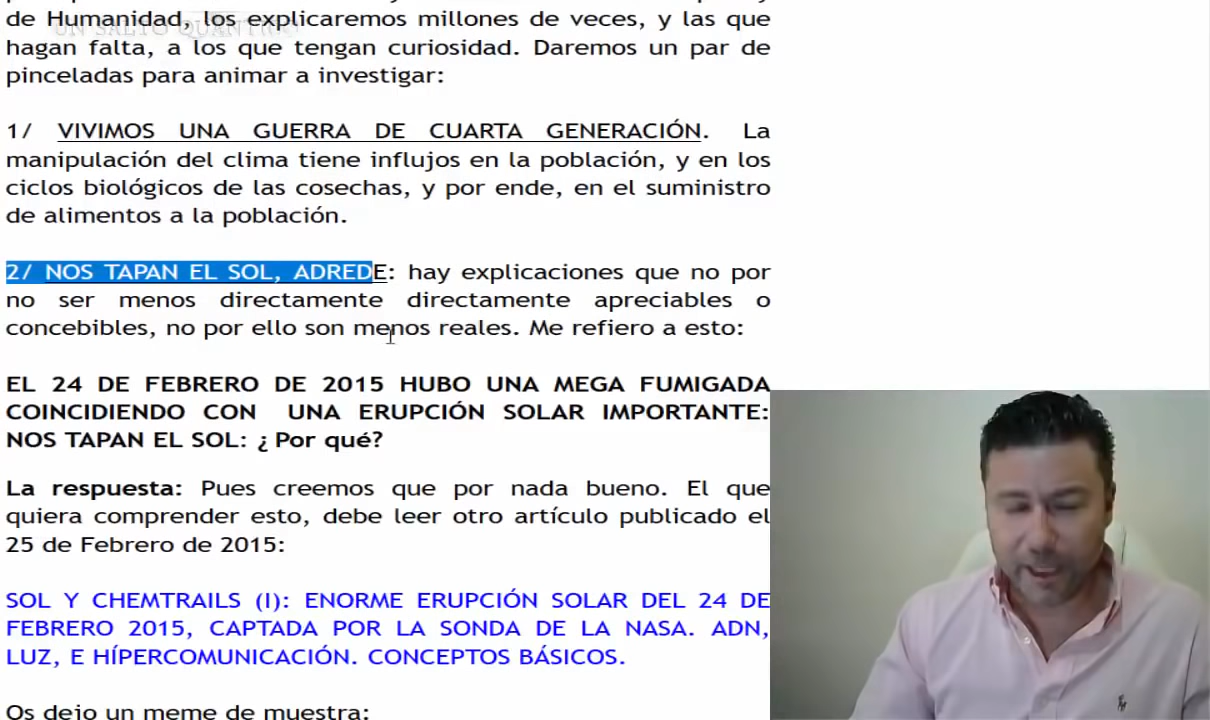 de Humanidad, los explicaremos millones de veces, y las que
UN SALTO QUÁNTICO
hagan falta, a los que tengan curiosidad. Daremos un par de
pinceladas para animar a investigar:
1/ VIVIMOS UNA GUERRA DE CUARTA GENERACIÓN. La
manipulación del clima tiene influjos en la población, y en los
ciclos biológicos de las cosechas, y por ende, en el suministro
de alimentos a la población.
2/ NOS TAPAN EL SOL, ADREDE: hay explicaciones que no por
no ser menos directamente directamente apreciables o
concebibles, no por ello son menos reales. Me refiero a esto:
EL 24 DE FEBRERO DE 2015 HUBO UNA MEGA FUMIGADA
COINCIDIENDO CON UNA ERUPCIÓN SOLAR IMPORTANTE:
NOS TAPAN EL SOL: ¿ Por qué?
La respuesta: Pues creemos que por nada bueno. El que
quiera comprender esto, debe leer otro artículo publicado el
25 de Febrero de 2015:
SOL Y CHEMTRAILS (I): ENORME ERUPCIÓN SOLAR DEL 24 DE
FEBRERO 2015, CAPTADA POR LA SONDA DE LA NASA. ADN,
LUZ, E HÍPERCOMUNICACIÓN. CONCEPTOS BÁSICOS.
Os dejo un meme de muestra: